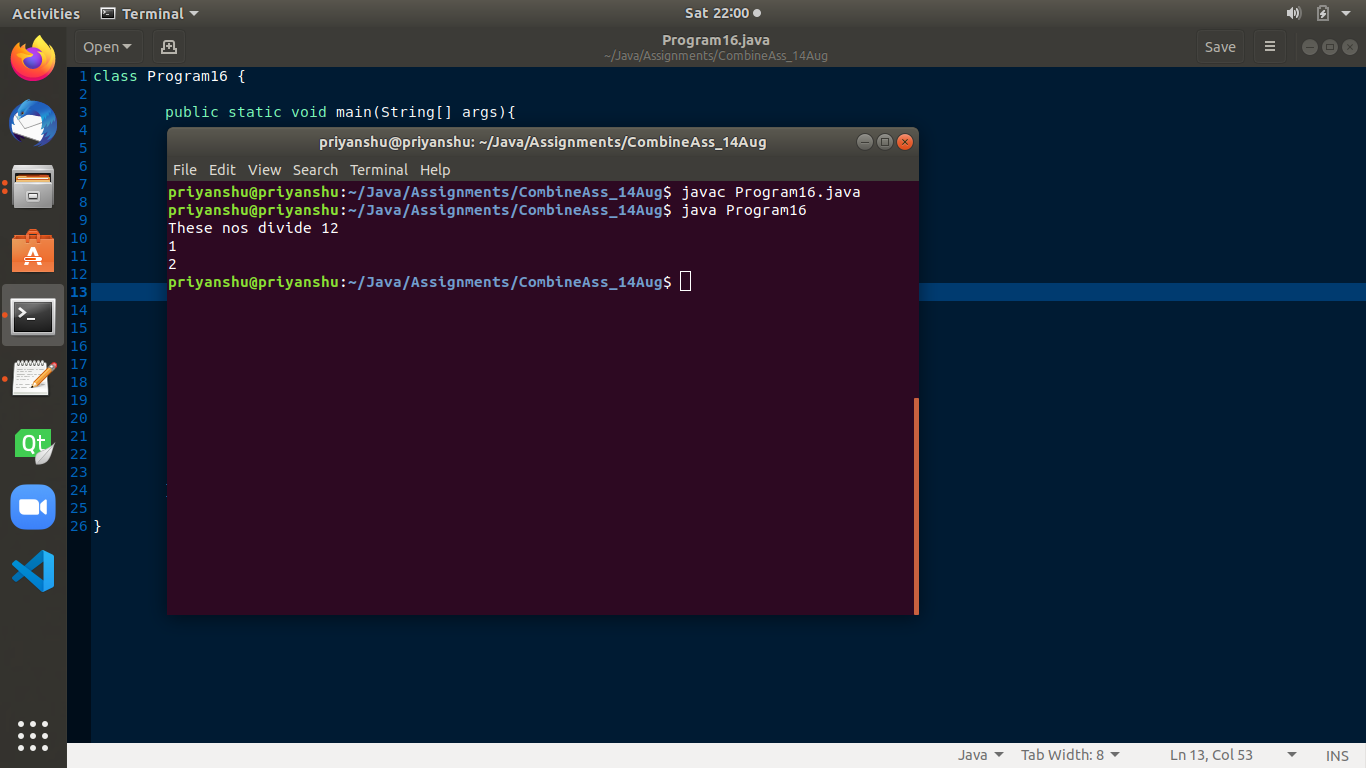 Activities Terminal Sat 22:00
Open Program16.java Save
~/Java/Assignments/CombineAss_14Aug
1 class Program16 {
2
3 public static void main(String[] args){
4
5
6
7
8
9
10
11
12
13
14
15
16
17
18
19
20
21
22
23
24
25
26 }
priyanshu@priyanshu: ~/Java/Assignments/CombineAss_14Aug
File Edit View Search Terminal Help
priyanshu@priyanshu:~/Java/Assignments/CombineAss_14Aug$ javac Program16.java
priyanshu@priyanshu:~/Java/Assignments/CombineAss_14Aug$ java Program16
These nos divide 12
1
2
priyanshu@priyanshu:~/Java/Assignments/CombineAss_14Aug$
Qt
Java Tab Width: 8 Ln 13, Col 53 INS